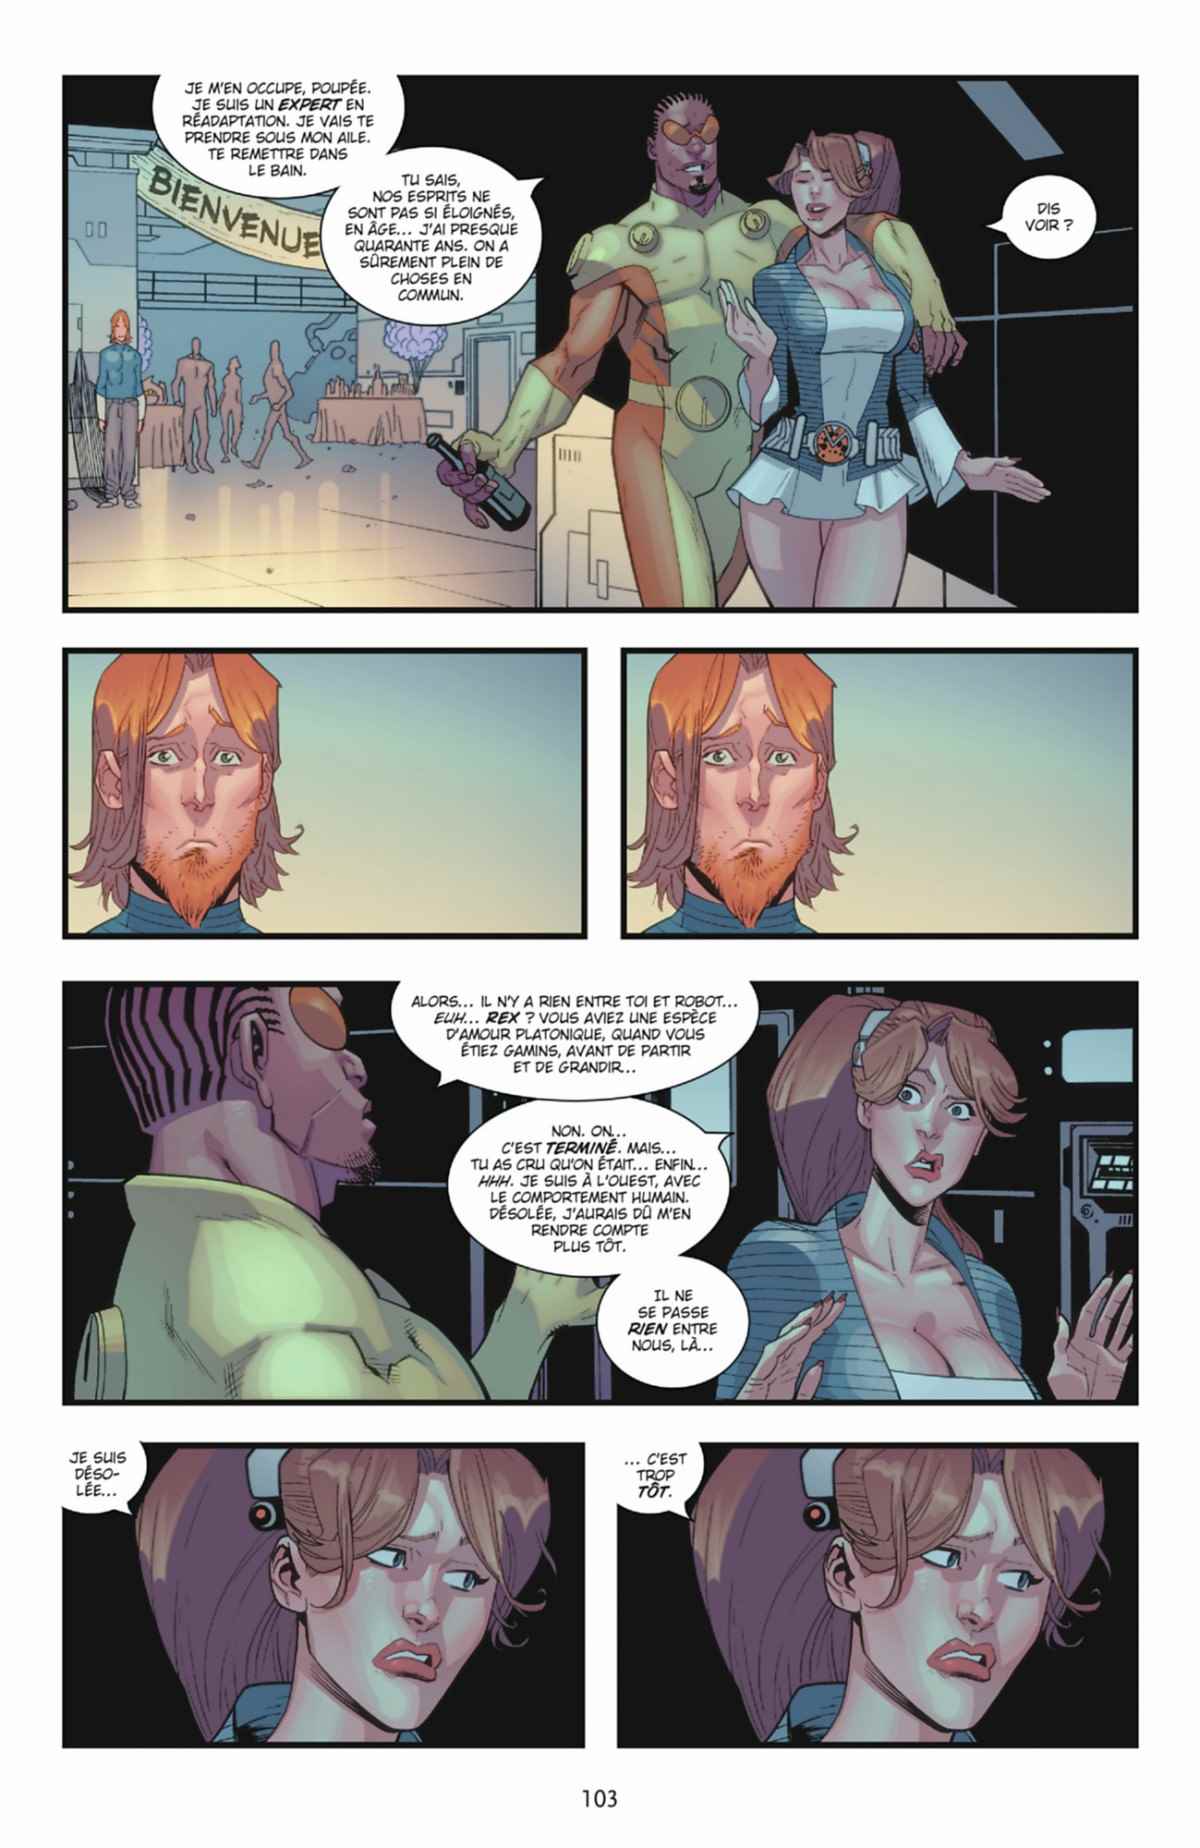 JE M'EN OCCUPE, POUPÉE.
JE SUIS UN EXPERT EN
RÉADAPTATION. JE VAIS TE
PRENDRE SOUS MON AILE.
TE REMETTRE DANS
LE BAIN.
BIENVENUE
TU SAIS,
NOS ESPRITS NE
SONT PAS SI ÉLOIGNÉS,
EN ÂGE... J'AI PRESQUE
QUARANTE ANS. ON A
SÛREMENT PLEIN DE
CHOSES EN
COMMUN.
DIS
VOIR ?
ALORS... IL N'Y A RIEN ENTRE TOI ET ROBOT...
EUH... REX ? VOUS AVIEZ UNE ESPÈCE
D'AMOUR PLATONIQUE, QUAND VOUS
ÉTIEZ GAMINS, AVANT DE PARTIR
ET DE GRANDIR...
NON. ON...
C'EST TERMINÉ. MAIS...
TU AS CRU QU'ON ÉTAIT... ENFIN...
HHH. JE SUIS À L'OUEST, AVEC
LE COMPORTEMENT HUMAIN.
DÉSOLÉE, J'AURAIS DÛ M'EN
RENDRE COMPTE
PLUS TÔT.
IL NE
SE PASSE
RIEN ENTRE
NOUS, LÀ...
JE SUIS
DÉSO-
LÉE...
... C'EST
TROP
TÔT.
103